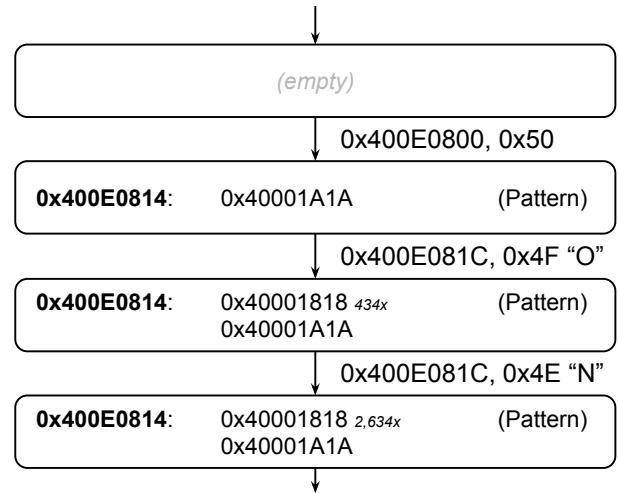 (empty)
0x400E0800, 0x50
0x400E0814: 0x40001A1A (Pattern)
0x400E081C, 0x4F “O”
0x400E0814: 0x40001818 434x (Pattern)
0x40001A1A
0x400E081C, 0x4E “N”
0x400E0814: 0x40001818 2,634x (Pattern)
0x40001A1A